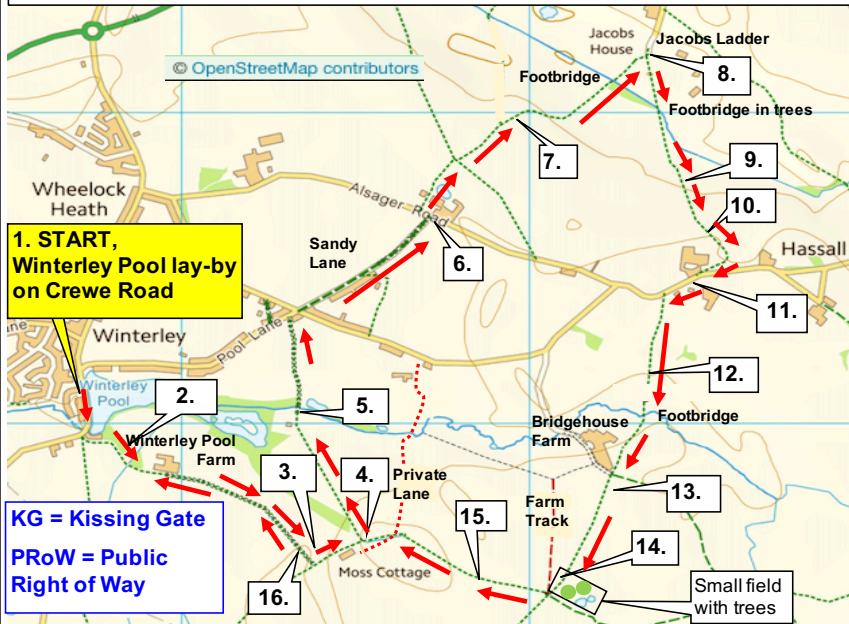 © OpenStreetMap contributors
Jacobs
House
Jacobs Ladder
8.
Footbridge
Footbridge in trees
7.
9.
Wheelock
Heath
Alsager Road
10.
1. START,
Winterley Pool lay-by
on Crewe Road
Sandy
Lane
6.
Hassall
11.
Winterley
Pool Lane
12.
Winterley
Pool
2.
5.
Footbridge
Winterley Pool
Farm
Bridgehouse
Farm
3.
4.
Private
Lane
13.
15.
Farm
Track
KG = Kissing Gate
PRoW = Public
Right of Way
14.
Moss Cottage
16.
Small field
with trees